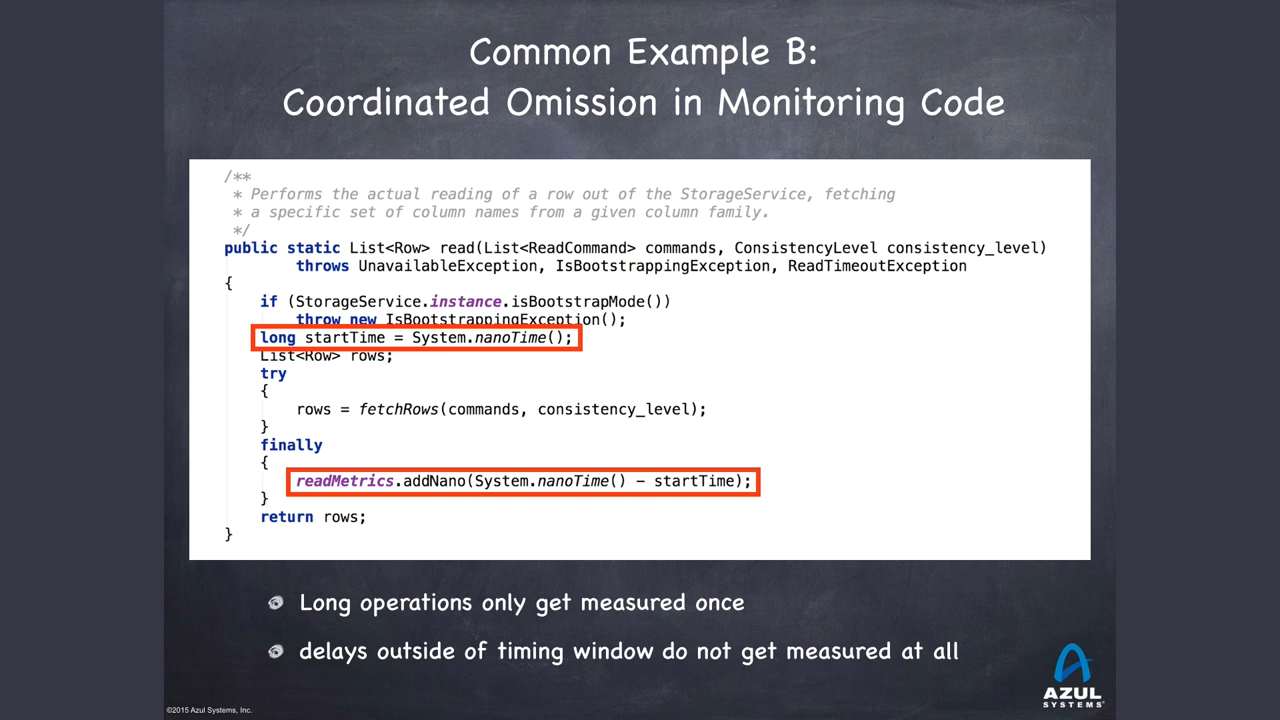 Common Example B:
Coordinated Omission in Monitoring Code
/**
 * Performs the actual reading of a row out of the StorageService, fetching
 * a specific set of column names from a given column family.
 */
public static List<Row> read(List<ReadCommand> commands, ConsistencyLevel consistency_level)
        throws UnavailableException, IsBootstrappingException, ReadTimeoutException
{
    if (StorageService.instance.isBootstrapMode())
        throw new IsBootstrappingException();
    long startTime = System.nanoTime();
    List<Row> rows;
    try
    {
        rows = fetchRows(commands, consistency_level);
    }
    finally
    {
        readMetrics.addNano(System.nanoTime() - startTime);
    }
    return rows;
}
Long operations only get measured once
delays outside of timing window do not get measured at all
AZUL
SYSTEMS
©2015 Azul Systems, Inc.